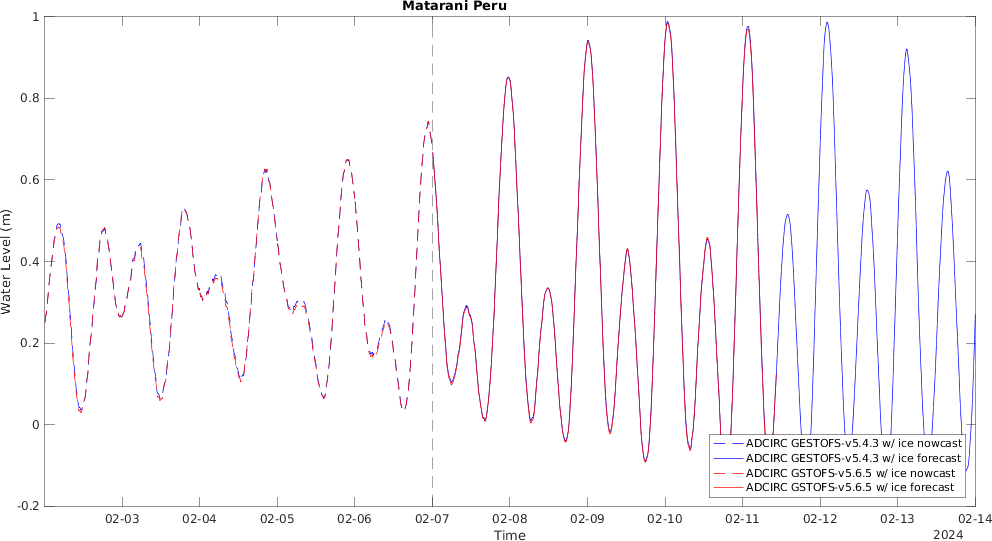 Matarani Peru
1
0.8
0.6
0.4
0.2
0
-0.2
Water Level (m)
ADCIRC GESTOFS-v5.4.3 w/ ice nowcast
ADCIRC GESTOFS-v5.4.3 w/ ice forecast
ADCIRC GSTOFS-v5.6.5 w/ ice nowcast
ADCIRC GSTOFS-v5.6.5 w/ ice forecast
02-03 02-04 02-05 02-06 02-07 02-08 02-09 02-10 02-11 02-12 02-13 02-14
Time
2024